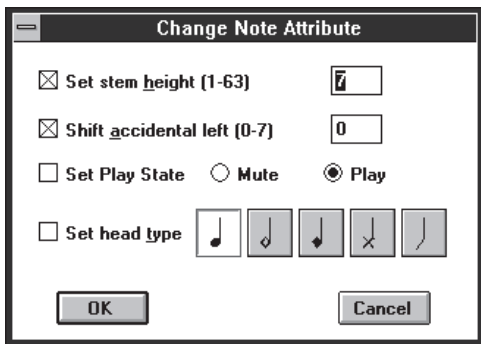 Change Note Attribute
Set stem height (1-63) 7
Shift accidental left (0-7) 0
Set Play State Mute Play
Set head type
OK Cancel